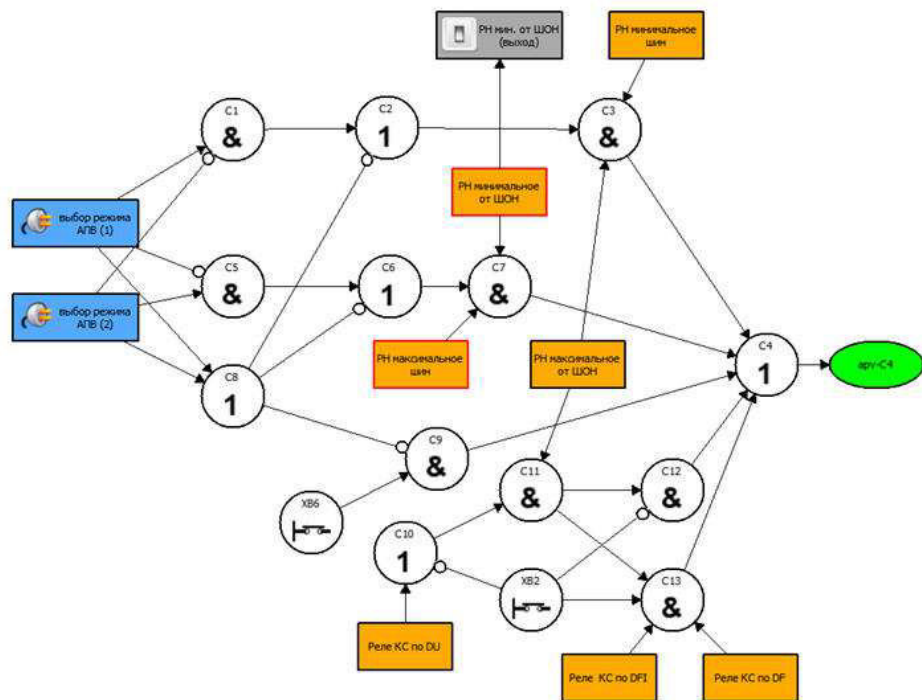 РН мин. от ШОН
(выход)
РН минимальное
шин
C1
&
C2
1
C3
&
РН минимальное
от ШОН
выбор режима
АПВ (1)
C5
&
C6
1
C7
&
выбор режима
АПВ (2)
РН максимальное
шин
РН максимальное
от ШОН
C4
1
apv-C4
C8
1
C9
&
C11
&
C12
&
XB6
C10
1
XB2
C13
&
Реле КС по DU
Реле КС по DFI
Реле КС по DF